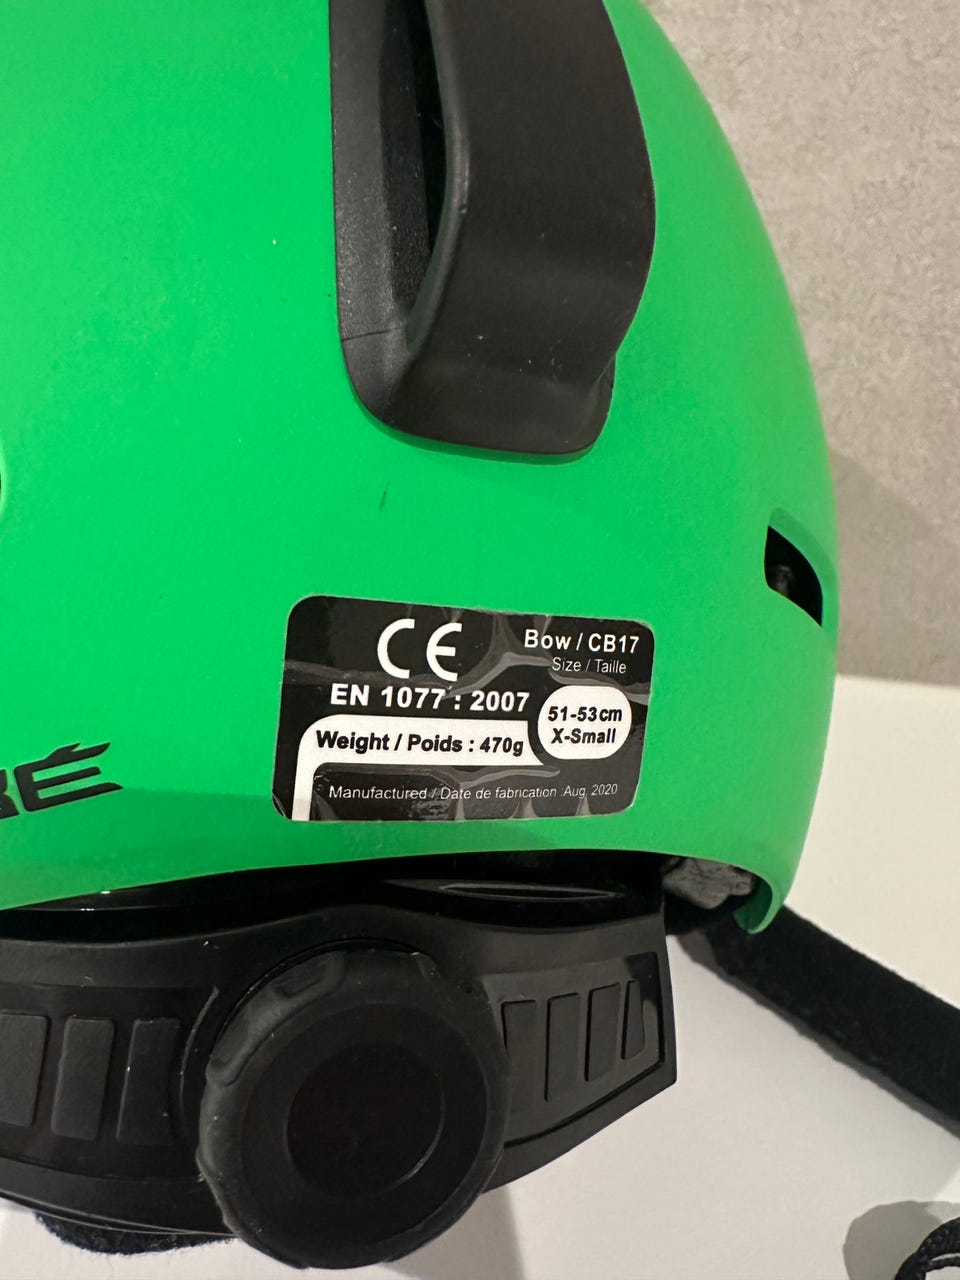 CE
Bow / CB17
Size / Taille
EN 1077 : 2007
51-53cm
X-Small
Weight / Poids : 470g
Manufactured / Date de fabrication :Aug. 2020